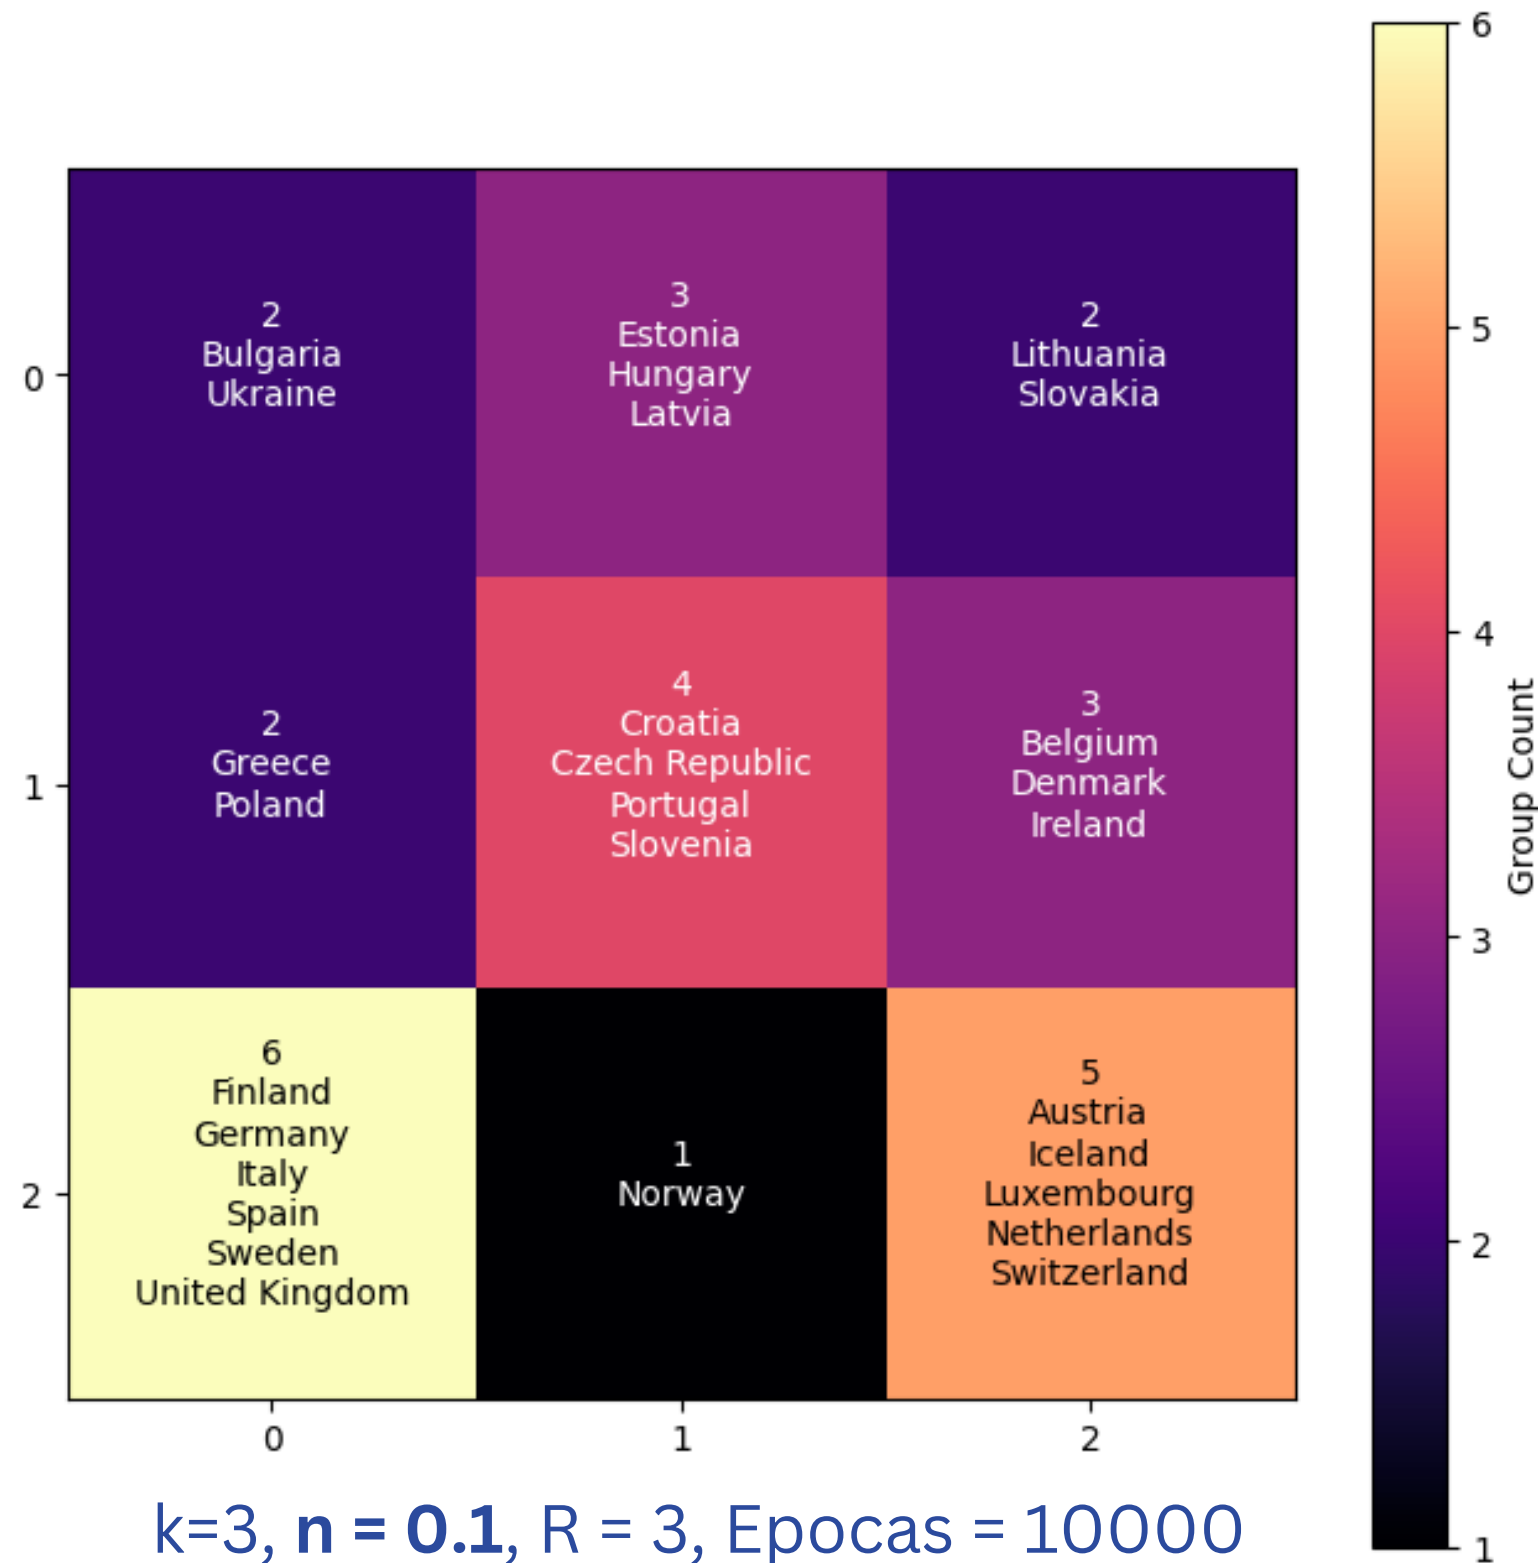 2
Bulgaria
Ukraine
3
Estonia
Hungary
Latvia
2
Lithuania
Slovakia
0
2
Greece
Poland
4
Croatia
Czech Republic
Portugal
Slovenia
3
Belgium
Denmark
Ireland
1
6
Finland
Germany
Italy
Spain
Sweden
United Kingdom
1
Norway
5
Austria
Iceland
Luxembourg
Netherlands
Switzerland
2
0
1
2
6
5
4
3
2
1
Group Count
k=3, n = 0.1, R = 3, Epocas = 10000